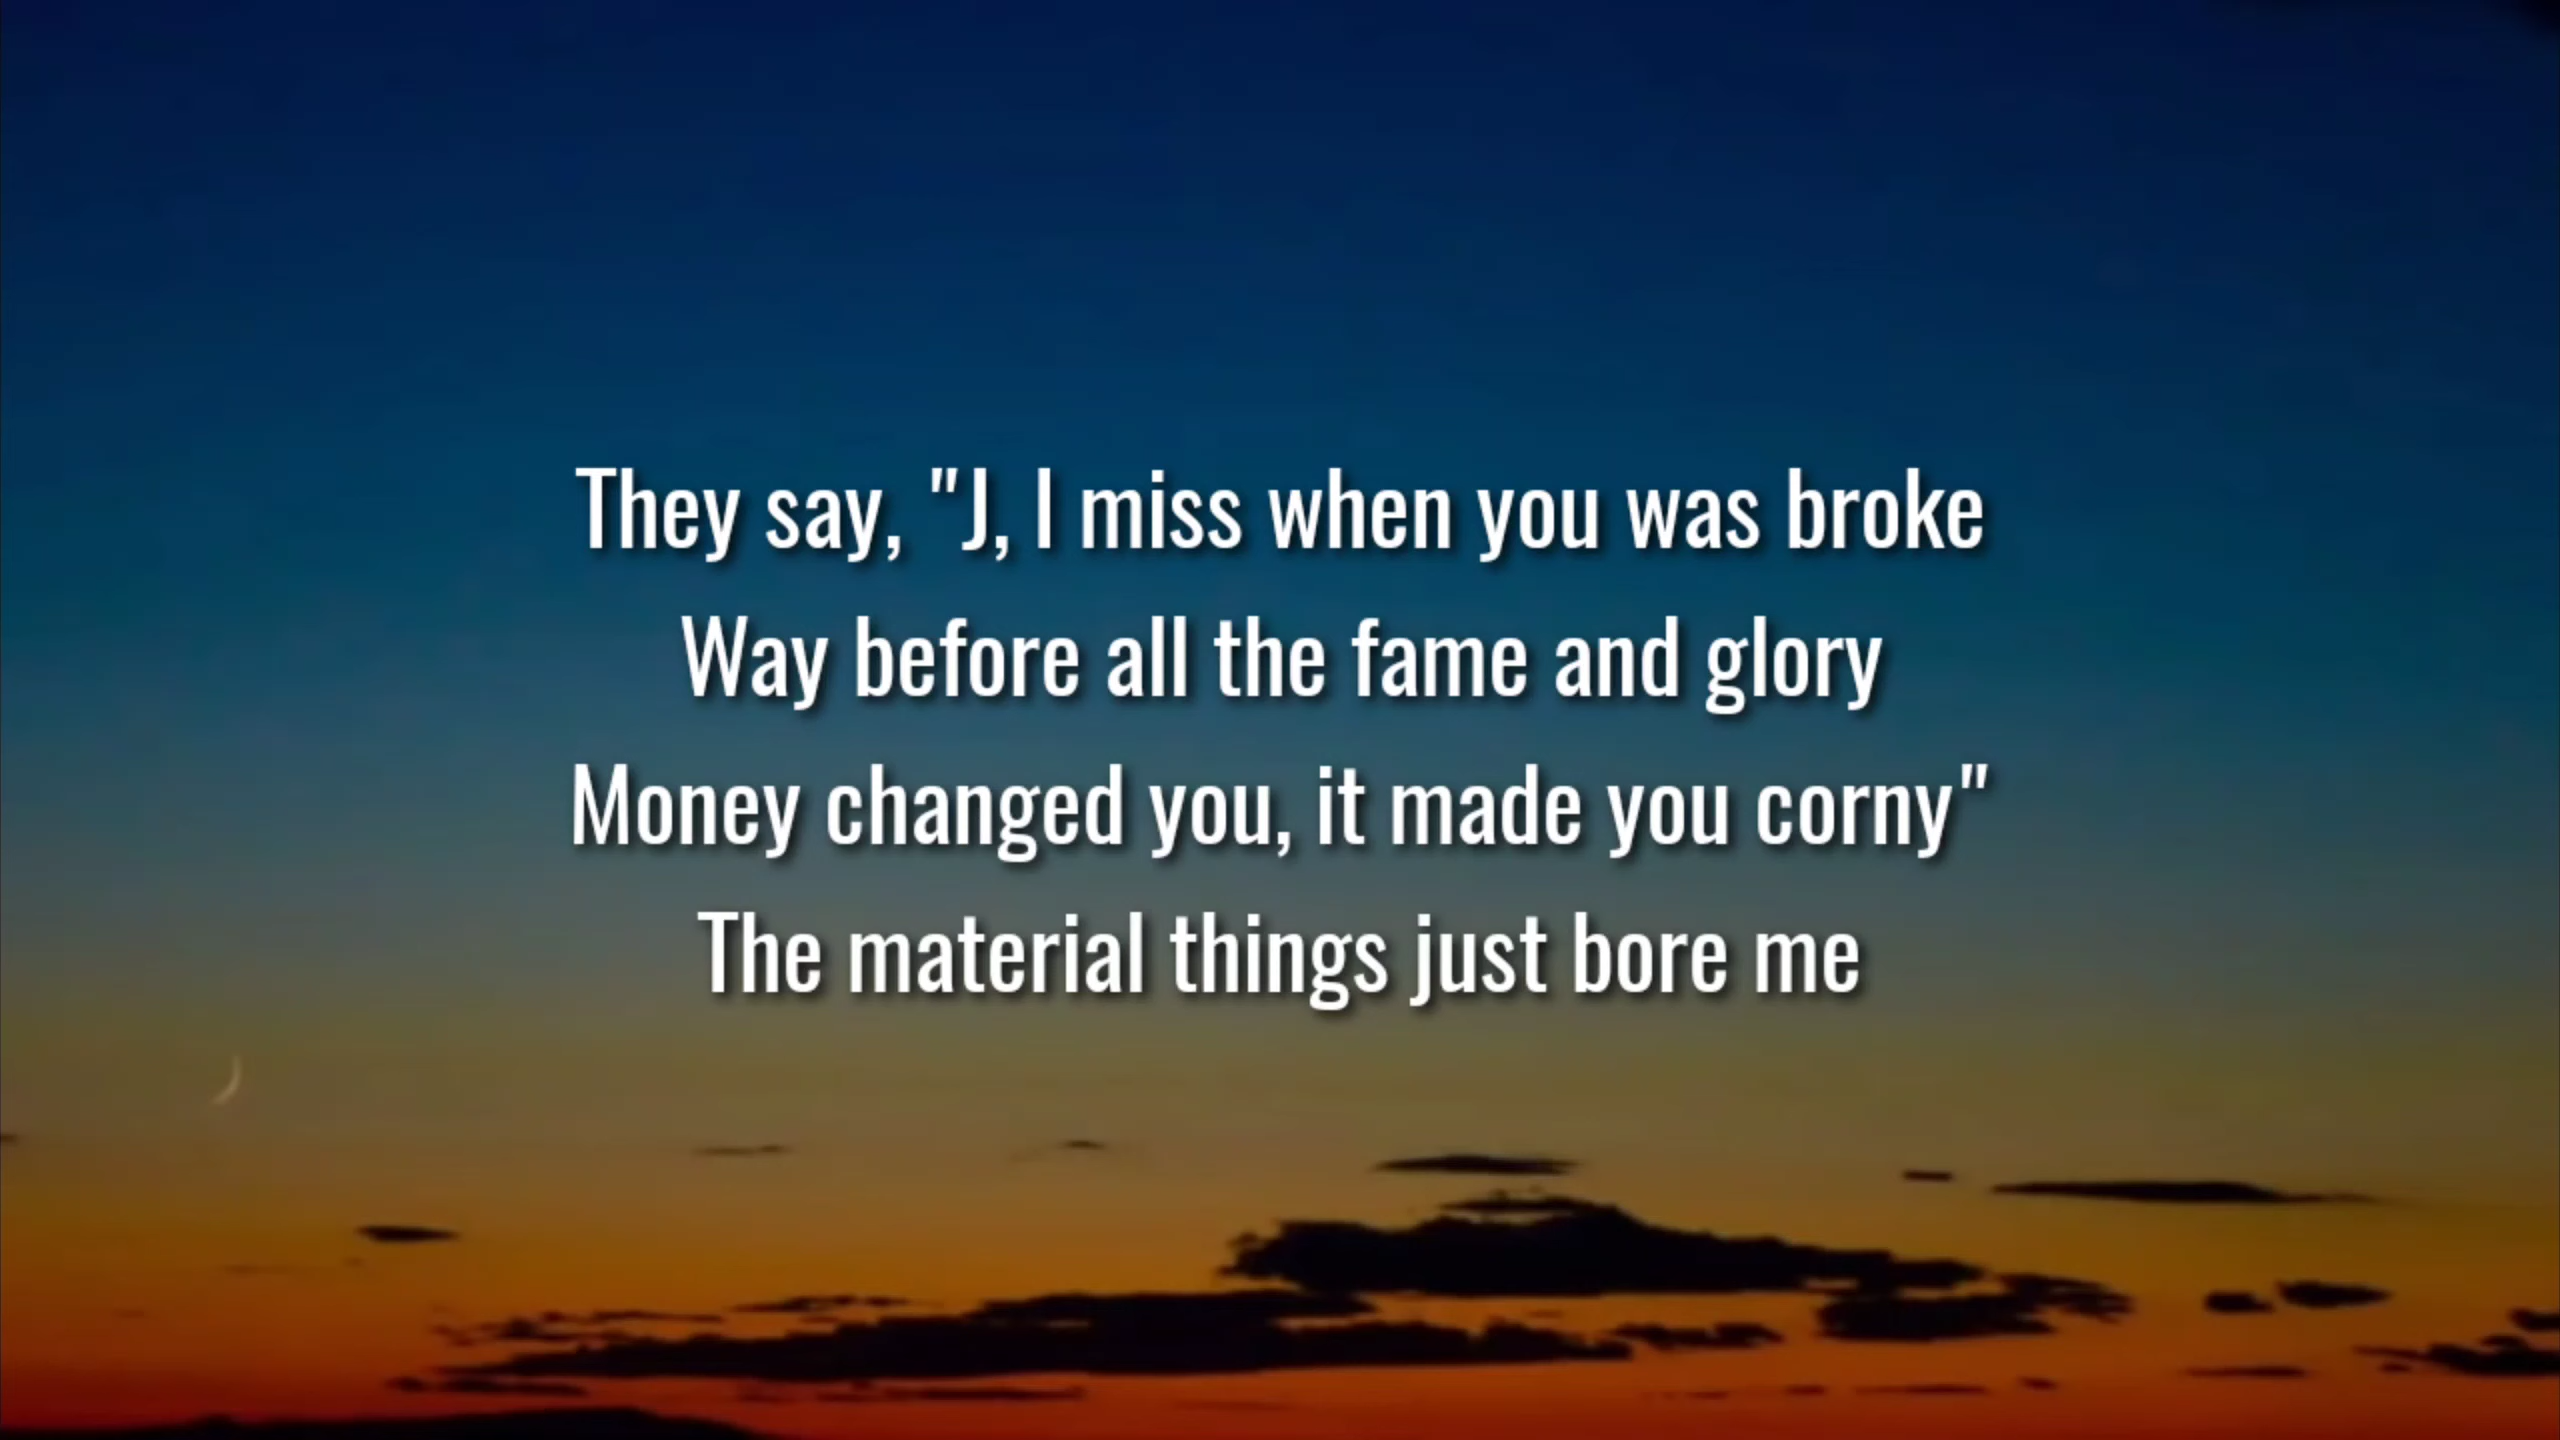 They say, "J, I miss when you was broke
Way before all the fame and glory
Money changed you, it made you corny"
The material things just bore me